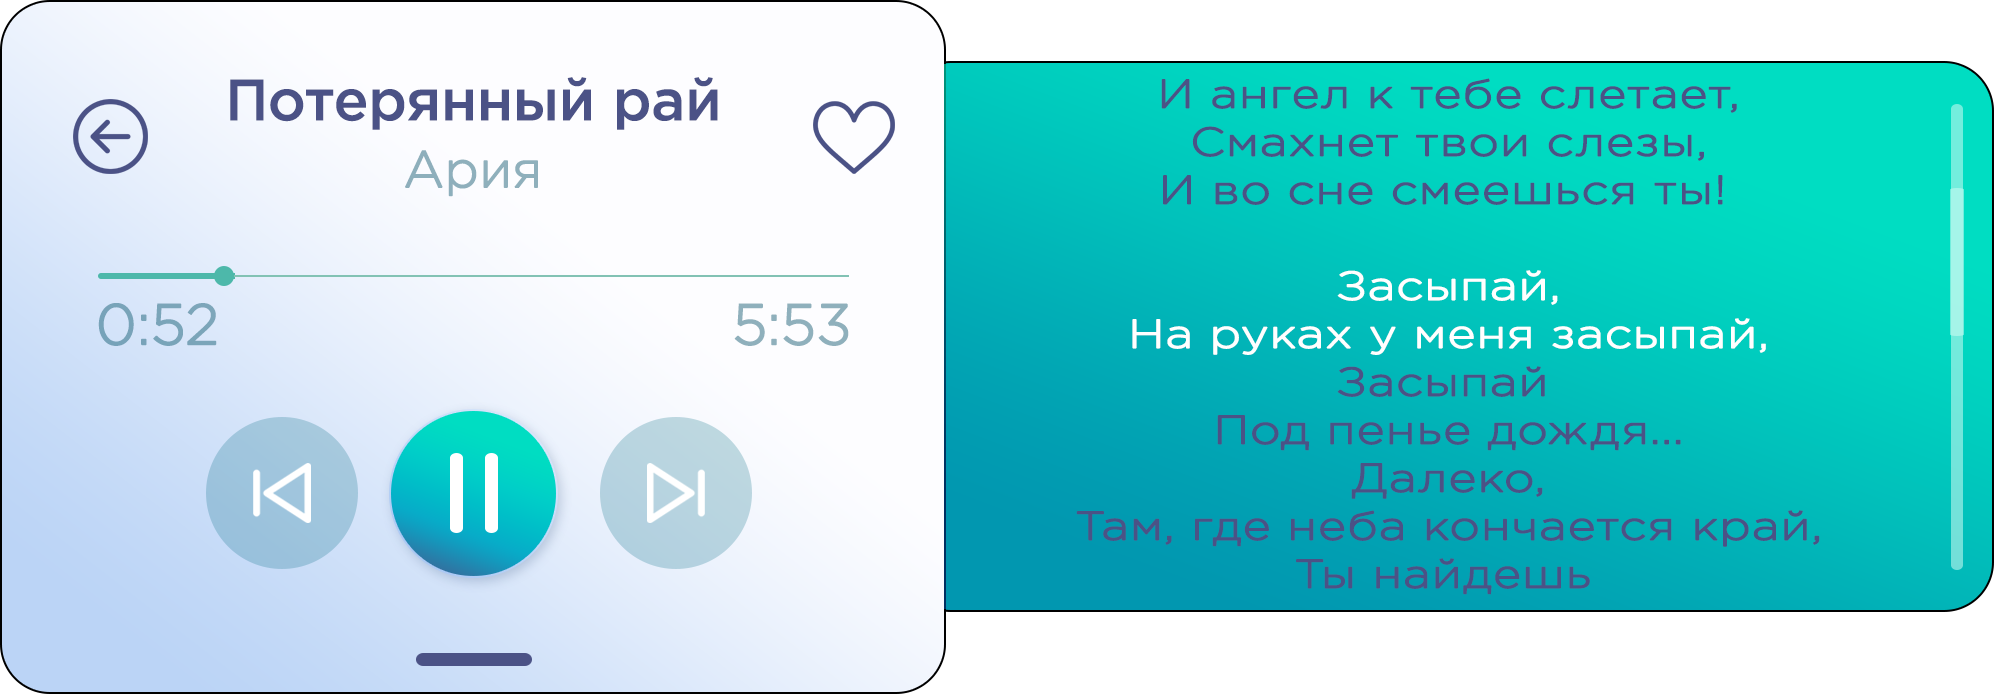 Потерянный рай
Ария
0:52
5:53
И ангел к тебе слетает,
Смахнет твои слезы,
И во сне смеешься ты!
Засыпай,
На руках у меня засыпай,
Засыпай
Под пенье дождя...
Далеко,
Там, где неба кончается край,
Ты найдешь